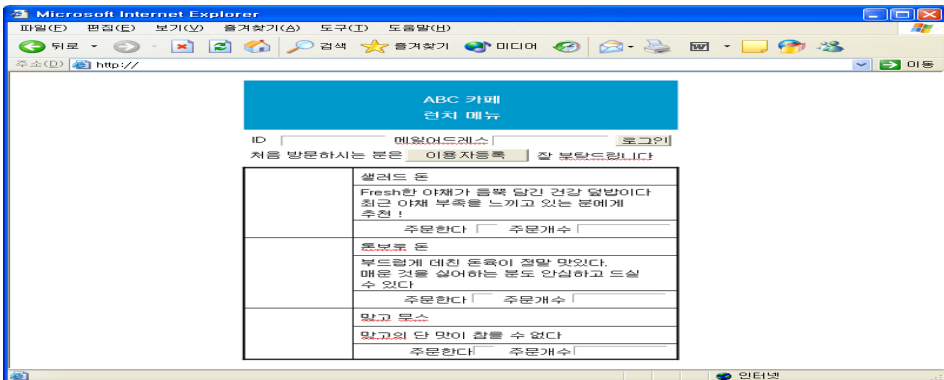 Microsoft Internet Explorer
파일(F) 편집(E) 보기(V) 즐겨찾기(A) 도구(T) 도움말(H)
뒤로 검색 즐겨찾기 미디어
주소(D) http:// 이동
ABC 카페
런치 메뉴
ID 메일어드레스 로그인
처음 방문하시는 분은 이용자등록 잘 부탁드립니다
샐러드 돈
Fresh한 야채가 듬뿍 담긴 건강 덮밥이다
최근 야채 부족을 느끼고 있는 분에게
추천 !
주문한다 주문개수
톤보로 돈
부드럽게 데친 돈육이 정말 맛있다.
매운 것을 싫어하는 분도 안심하고 드실
수 있다
주문한다 주문개수
맞고 무스
맞고의 단 맛이 참을 수 없다
주문한다 주문개수
인터넷